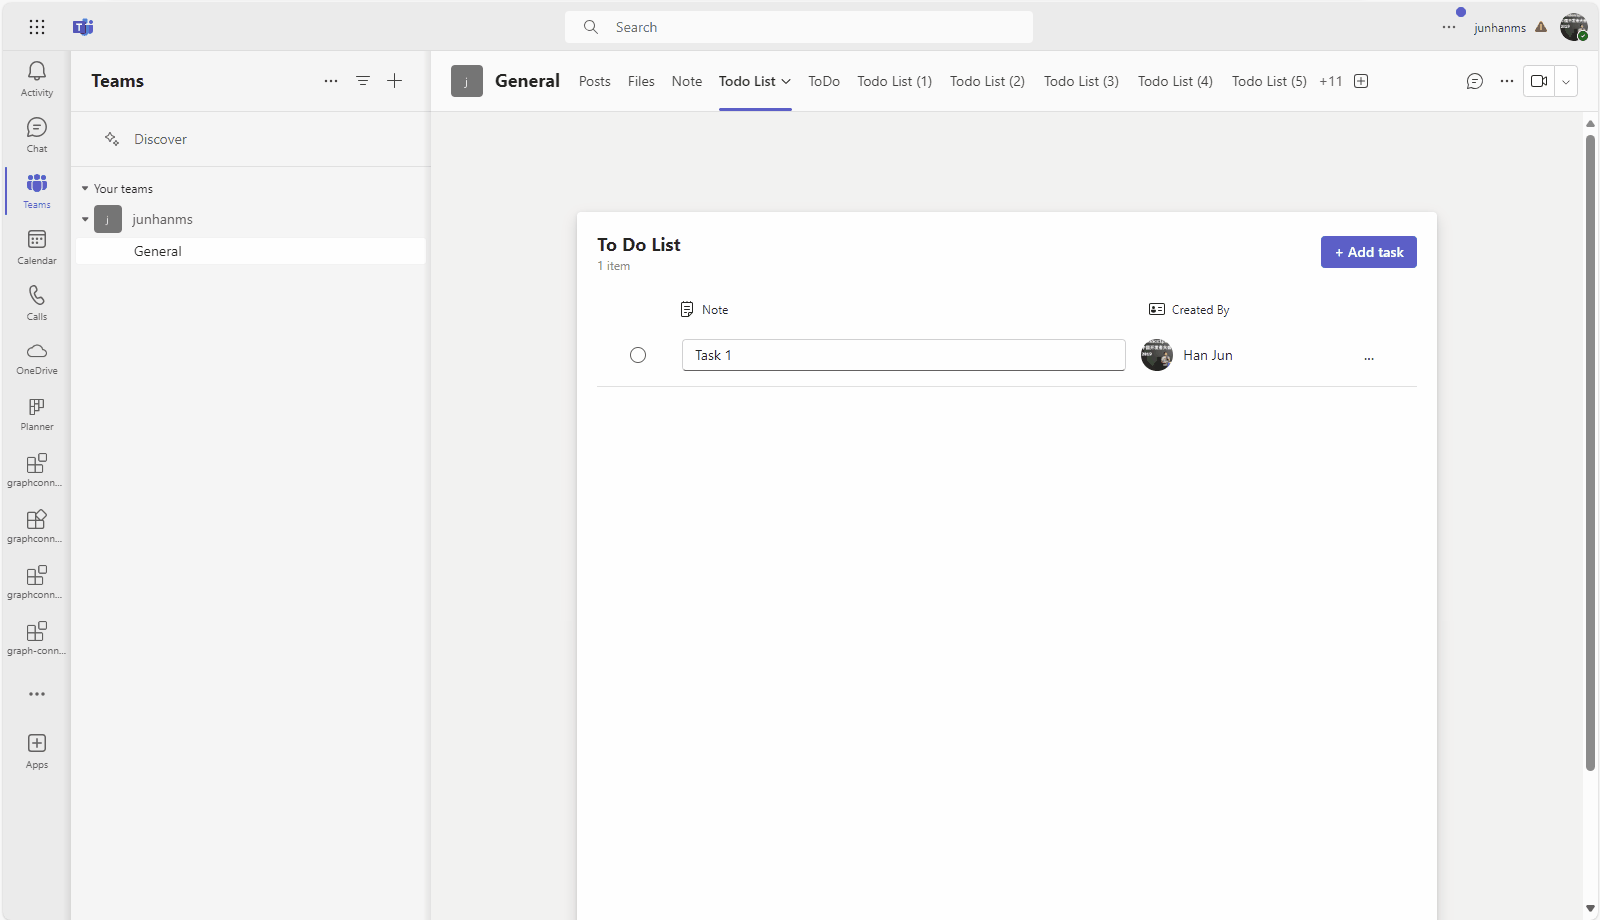 Search
junhanms
Activity
Chat
Teams
Calendar
Calls
OneDrive
Planner
graphconn...
graphconn...
graphconn...
graph-conn...
Apps
Teams
Discover
Your teams
j junhanms
General
j General Posts Files Note Todo List ToDo Todo List (1) Todo List (2) Todo List (3) Todo List (4) Todo List (5) +11
To Do List
1 item
+ Add task
Note Created By
Task 1 Han Jun ...